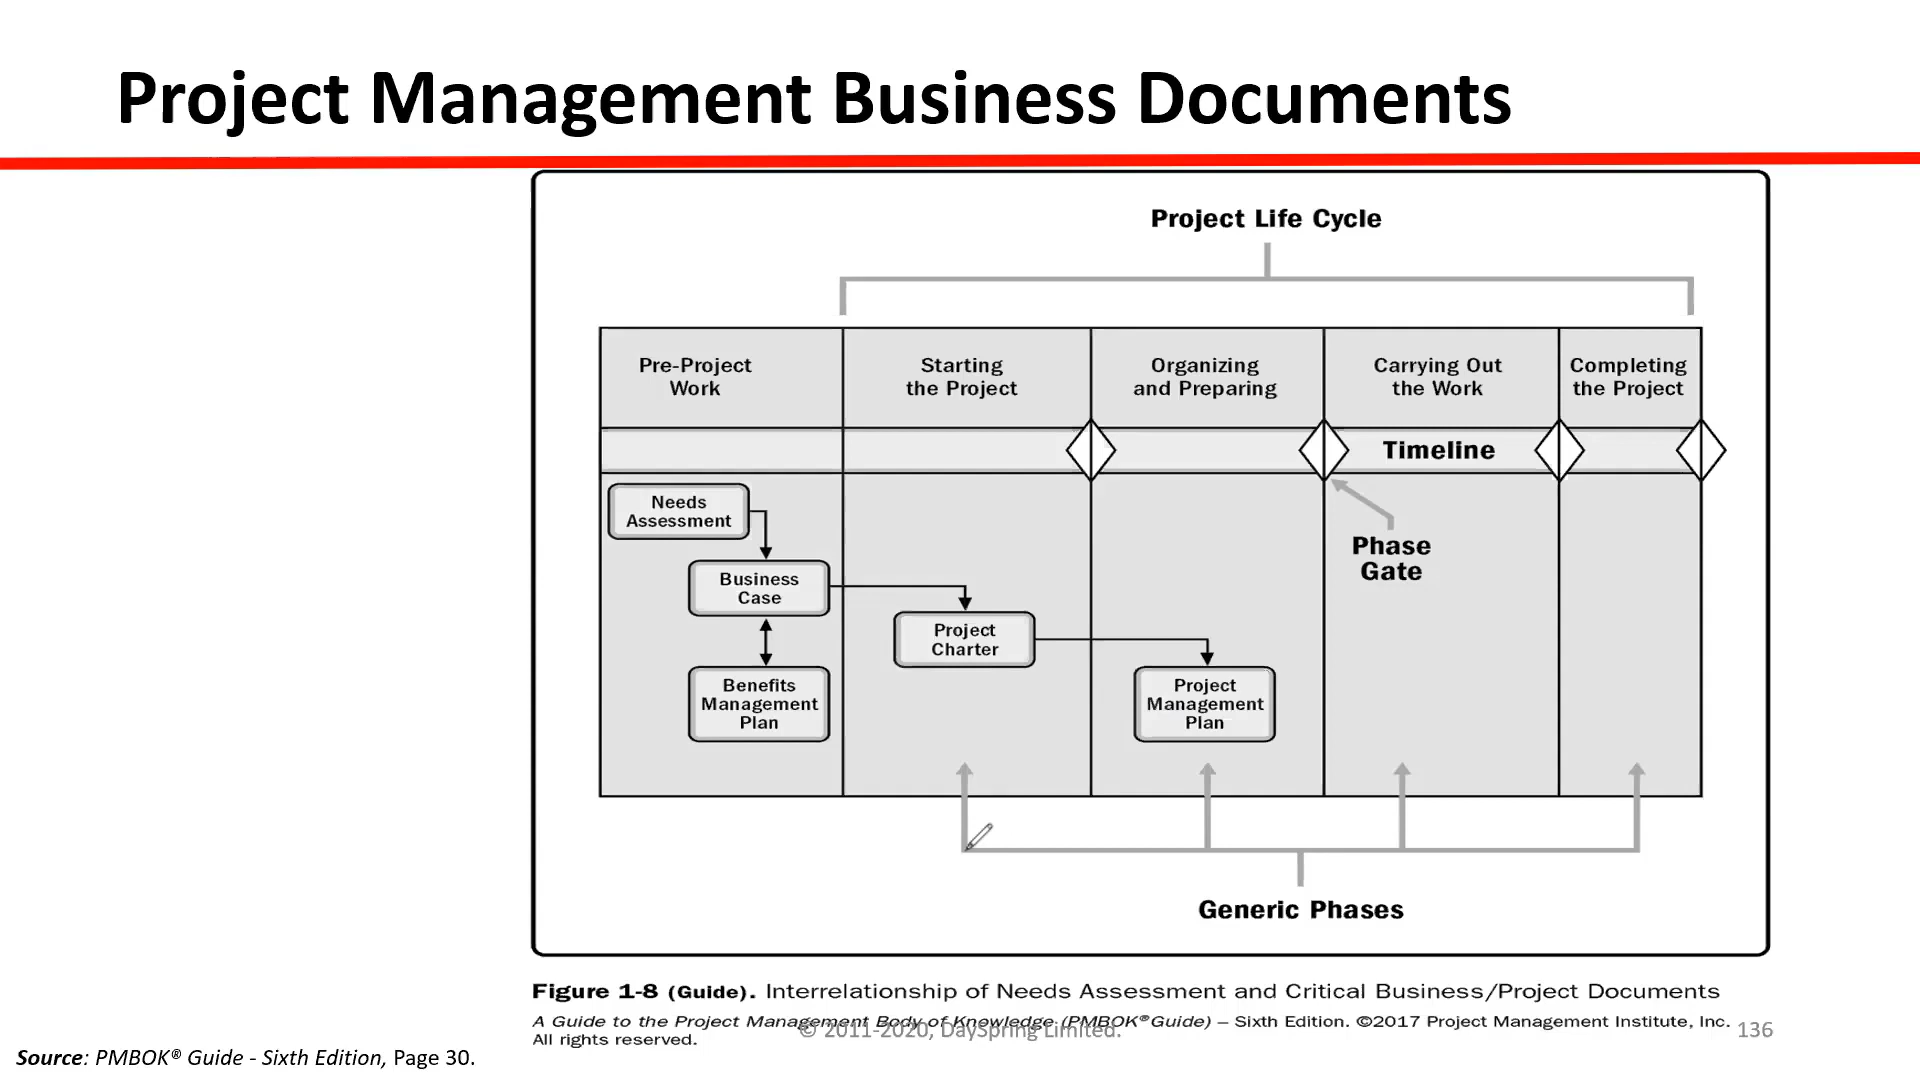 Project Management Business Documents
Project Life Cycle
Pre-Project
Work
Starting
the Project
Organizing
and Preparing
Carrying Out
the Work
Completing
the Project
Timeline
Needs
Assessment
Business
Case
Benefits
Management
Plan
Project
Charter
Project
Management
Plan
Phase
Gate
Generic Phases
Figure 1-8 (Guide). Interrelationship of Needs Assessment and Critical Business/Project Documents
A Guide to the Project Management Body of Knowledge (PMBOK® Guide) – Sixth Edition. ©2017 Project Management Institute, Inc.
All rights reserved.
© 2011-2020, DaySpring Limited.
136
Source: PMBOK® Guide - Sixth Edition, Page 30.